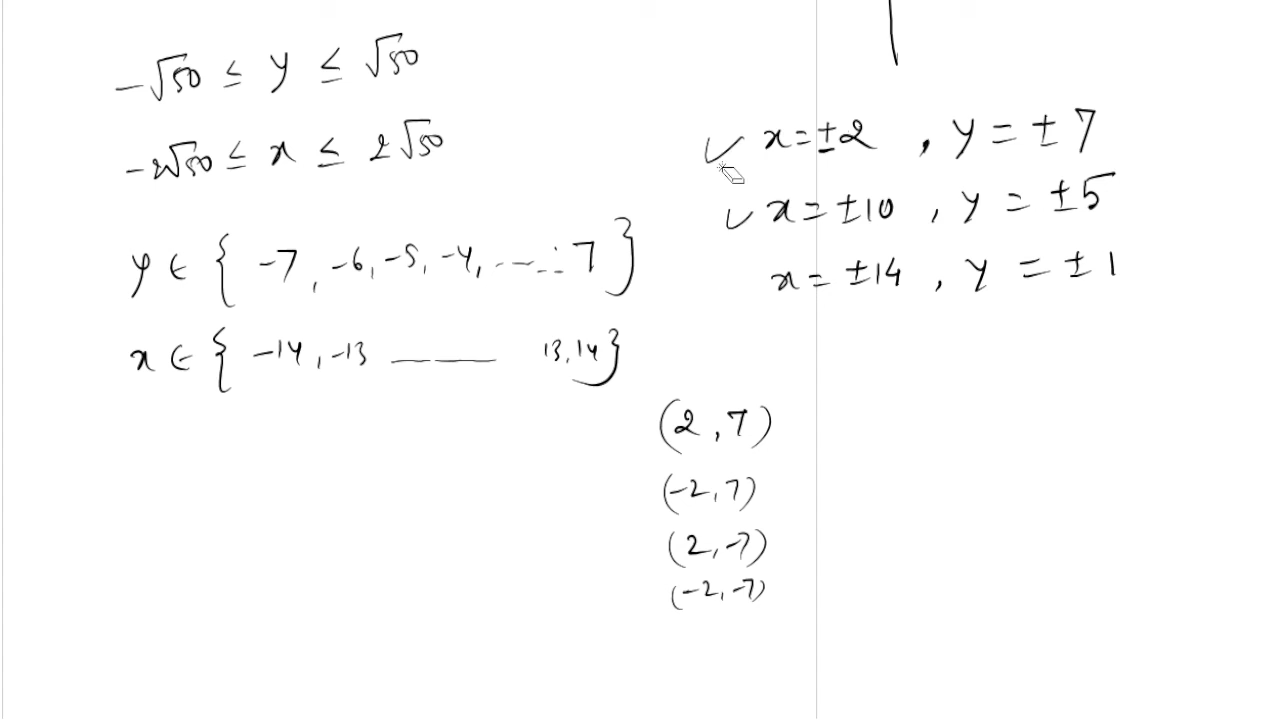 -√50 ≤ y ≤ √50
-2√50 ≤ x ≤ 2√50
y ∈ { -7, -6, -5, -4, ...... 7 }
x ∈ { -14, -13 ____ 13, 14 }
✓ x = ±2 , y = ±7
✓ x = ±10 , y = ±5
x = ±14 , y = ±1
(2, 7)
(-2, 7)
(2, -7)
(-2, -7)